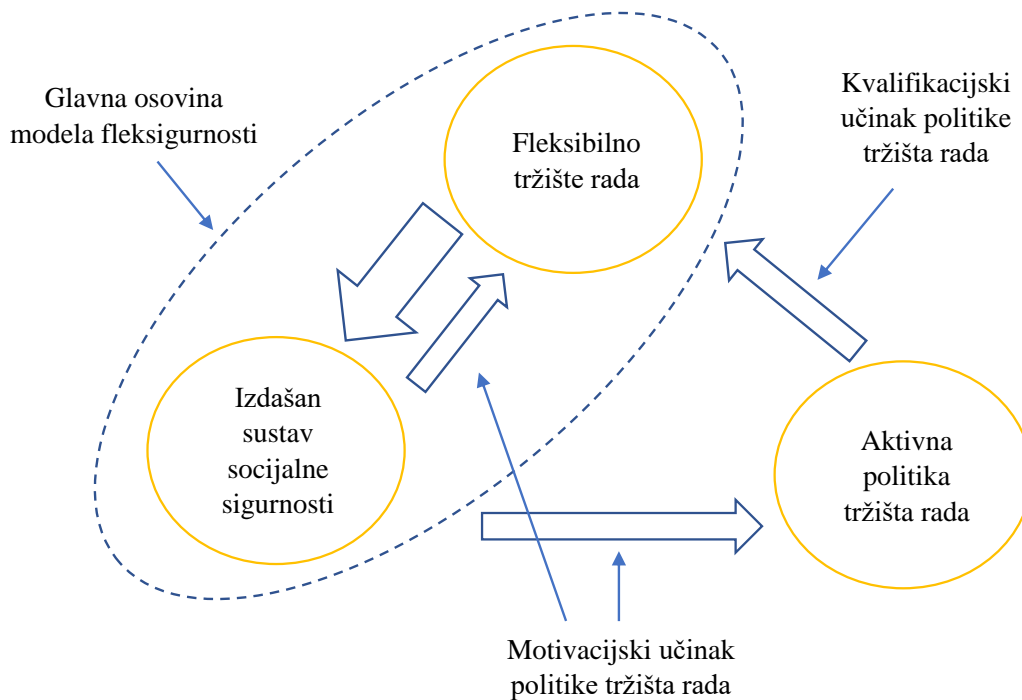 Glavna osovina
modela fleksigurnosti
Fleksibilno
tržište rada
Kvalifikacijski
učinak politike
tržišta rada
Izdašan
sustav
socijalne
sigurnosti
Aktivna
politika
tržišta rada
Motivacijski učinak
politike tržišta rada